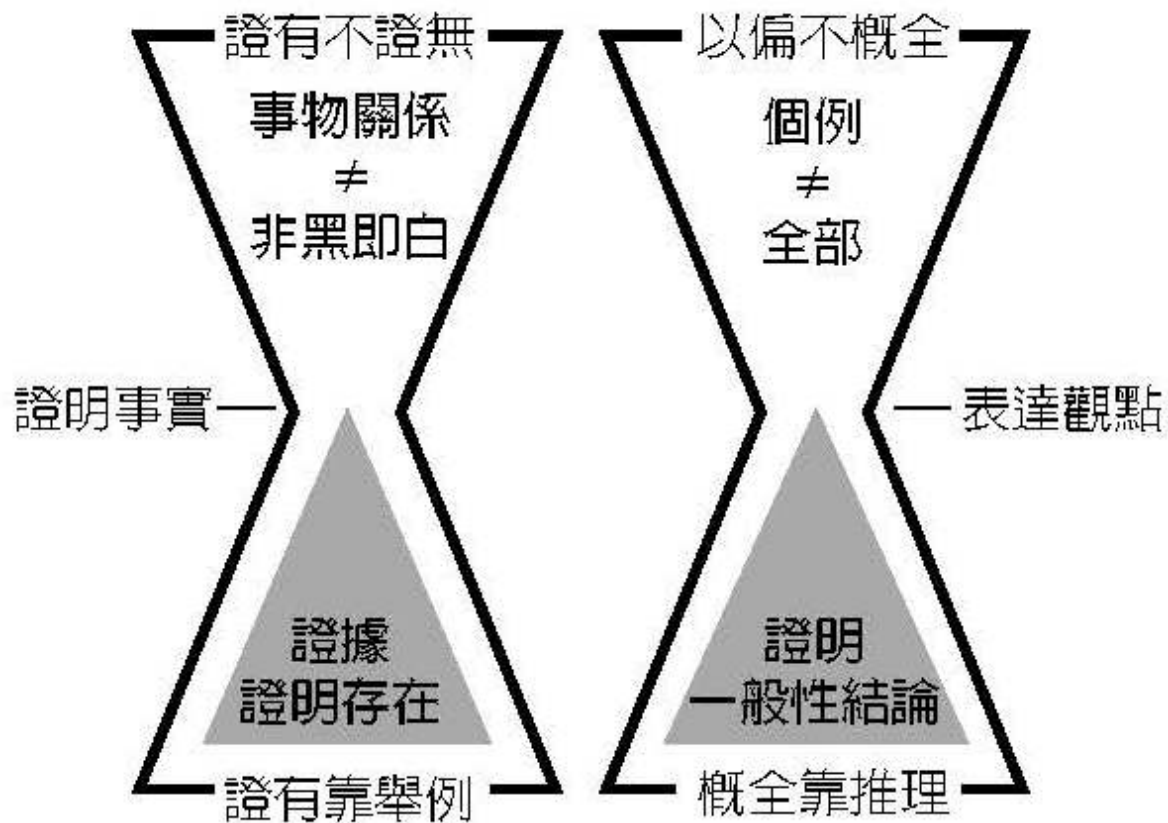 證有不證無
事物關係
≠
非黑即白
證明事實
證據
證明存在
證有靠舉例
以偏不概全
個例
≠
全部
表達觀點
證明
一般性結論
概全靠推理